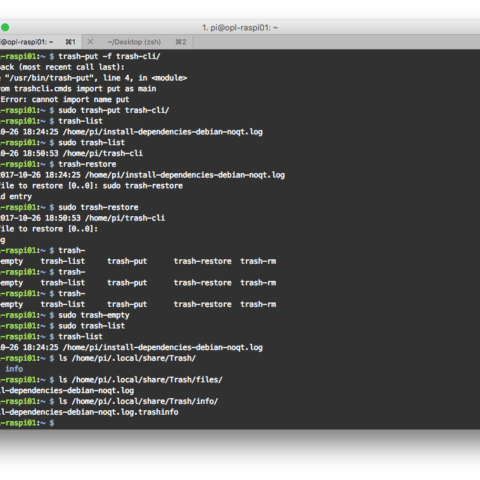 1. pi@opl-raspi01: ~
pi@opl-raspi01: ~ ⌘1 × ~/Desktop (zsh) ⌘2
-raspi01:~ $ trash-put -f trash-cli/
back (most recent call last):
"/usr/bin/trash-put", line 4, in <module>
om trashcli.cmds import put as main
Error: cannot import name put
-raspi01:~ $ sudo trash-put trash-cli/
-raspi01:~ $ trash-list
0-26 18:24:25 /home/pi/install-dependencies-debian-noqt.log
-raspi01:~ $ sudo trash-list
0-26 18:50:53 /home/pi/trash-cli
-raspi01:~ $ trash-restore
2017-10-26 18:24:25 /home/pi/install-dependencies-debian-noqt.log
file to restore [0..0]: sudo trash-restore
d entry
-raspi01:~ $ sudo trash-restore
2017-10-26 18:50:53 /home/pi/trash-cli
file to restore [0..0]:
g
-raspi01:~ $ trash-
empty trash-list trash-put trash-restore trash-rm
-raspi01:~ $ trash-
empty trash-list trash-put trash-restore trash-rm
-raspi01:~ $ trash-
empty trash-list trash-put trash-restore trash-rm
-raspi01:~ $ sudo trash-empty
-raspi01:~ $ sudo trash-list
-raspi01:~ $ trash-list
0-26 18:24:25 /home/pi/install-dependencies-debian-noqt.log
-raspi01:~ $ ls /home/pi/.local/share/Trash/
info
-raspi01:~ $ ls /home/pi/.local/share/Trash/files/
ll-dependencies-debian-noqt.log
-raspi01:~ $ ls /home/pi/.local/share/Trash/info/
ll-dependencies-debian-noqt.log.trashinfo
-raspi01:~ $